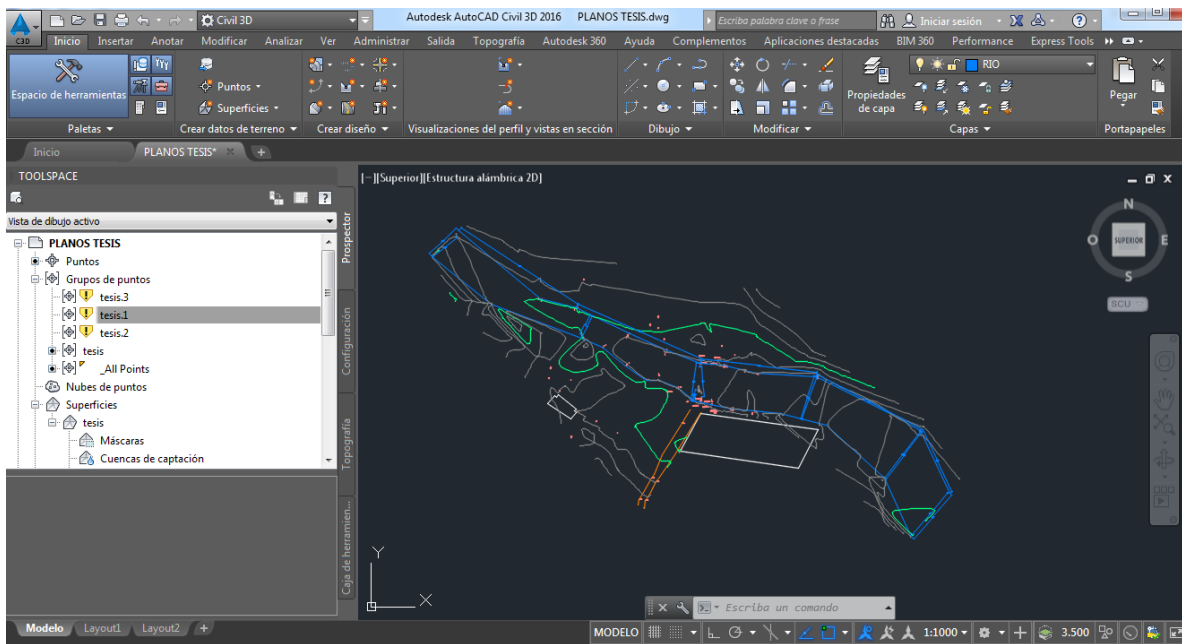 Civil 3D
Autodesk AutoCAD Civil 3D 2016 PLANOS TESIS.dwg
Escriba palabra clave o frase
Iniciar sesión
C3D
Inicio Insertar Anotar Modificar Analizar Ver Administrar Salida Topografía Autodesk 360 Ayuda Complementos Aplicaciones destacadas BIM 360 Performance Express Tools
Espacio de herramientas
Puntos
Superficies
Propiedades de capa
RIO
Pegar
Paletas Crear datos de terreno Crear diseño Visualizaciones del perfil y vistas en sección Dibujo Modificar Capas Portapapeles
Inicio PLANOS TESIS*
TOOLSPACE
[−][Superior][Estructura alámbrica 2D]
Vista de dibujo activo
PLANOS TESIS
Puntos
Grupos de puntos
tesis.3
tesis.1
tesis.2
tesis
_All Points
Nubes de puntos
Superficies
tesis
Máscaras
Cuencas de captación
Prospector
Configuración
Topografía
Caja de herramien...
N
O SUPERIOR E
S
SCU
Y
X
Escriba un comando
Modelo Layout1 Layout2 +
MODELO 1:1000 3.500